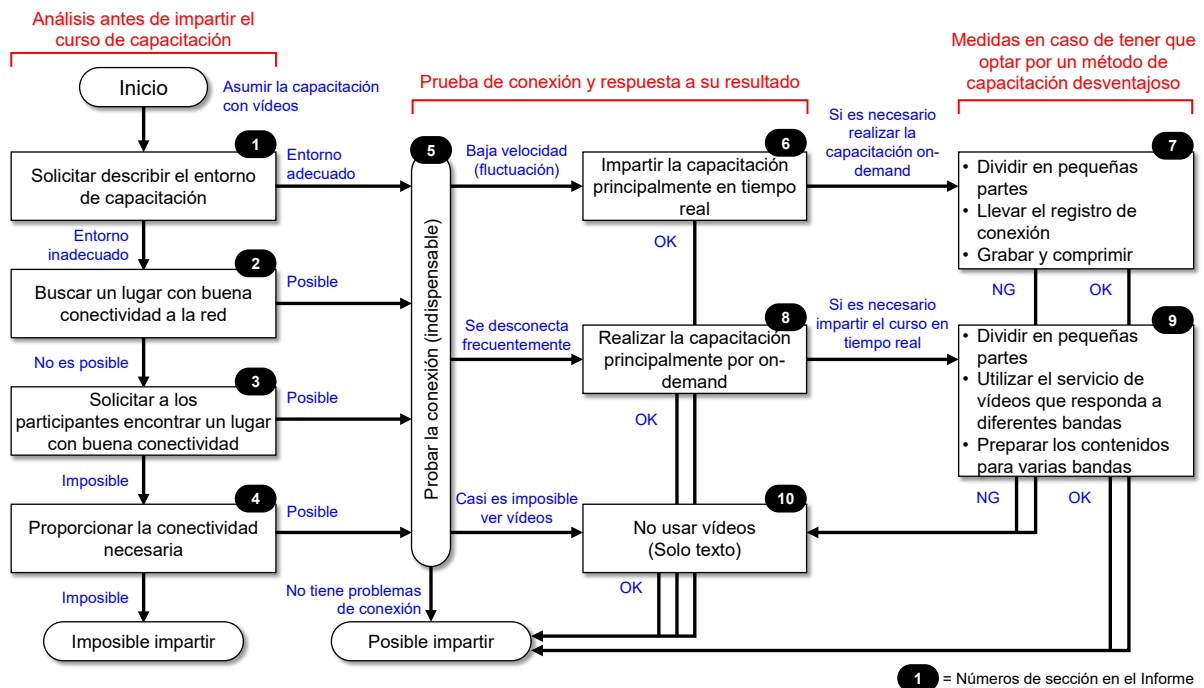 Análisis antes de impartir el
curso de capacitación
Inicio
Asumir la capacitación
con vídeos
1
Solicitar describir el entorno
de capacitación
Entorno
adecuado
Entorno
inadecuado
2
Buscar un lugar con buena
conectividad a la red
Posible
No es posible
3
Solicitar a los
participantes encontrar un lugar
con buena conectividad
Posible
Imposible
4
Proporcionar la conectividad
necesaria
Posible
Imposible
Imposible impartir
Prueba de conexión y respuesta a su resultado
5
Probar la conexión (indispensable)
Baja velocidad
(fluctuación)
6
Impartir la capacitación
principalmente en tiempo
real
OK
Se desconecta
frecuentemente
8
Realizar la capacitación
principalmente por on-
demand
OK
Casi es imposible
ver vídeos
10
No usar vídeos
(Solo texto)
OK
No tiene problemas
de conexión
Posible impartir
Medidas en caso de tener que
optar por un método de
capacitación desventajoso
Si es necesario
realizar la
capacitación on-
demand
7
• Dividir en pequeñas
partes
• Llevar el registro de
conexión
• Grabar y comprimir
NG
OK
Si es necesario
impartir el curso en
tiempo real
9
• Dividir en pequeñas
partes
• Utilizar el servicio de
vídeos que responda a
diferentes bandas
• Preparar los contenidos
para varias bandas
NG
OK
1 = Números de sección en el Informe